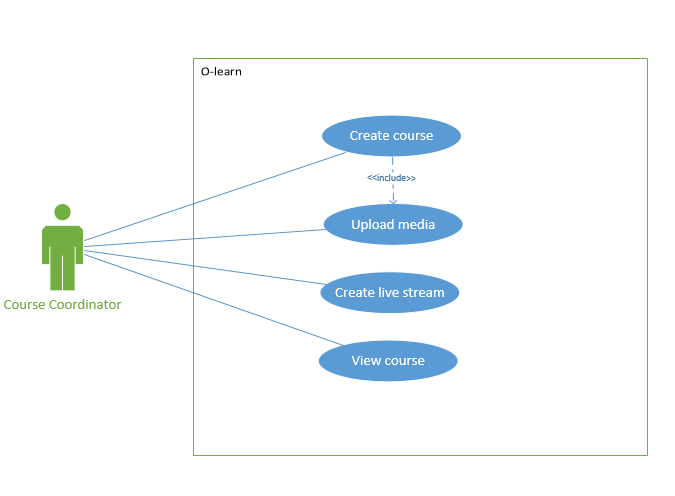 O-learn
Create course
<<include>>
Upload media
Create live stream
Course Coordinator
View course